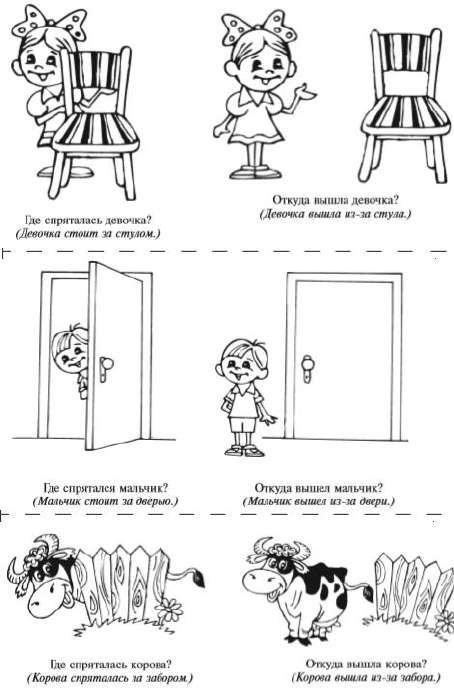 Где спряталась девочка?
(Девочка стоит за стулом.)
Откуда вышла девочка?
(Девочка вышла из-за стула.)
Где спрятался мальчик?
(Мальчик стоит за дверью.)
Откуда вышел мальчик?
(Мальчик вышел из-за двери.)
Где спряталась корова?
(Корова спряталась за забором.)
Откуда вышла корова?
(Корова вышла из-за забора.)